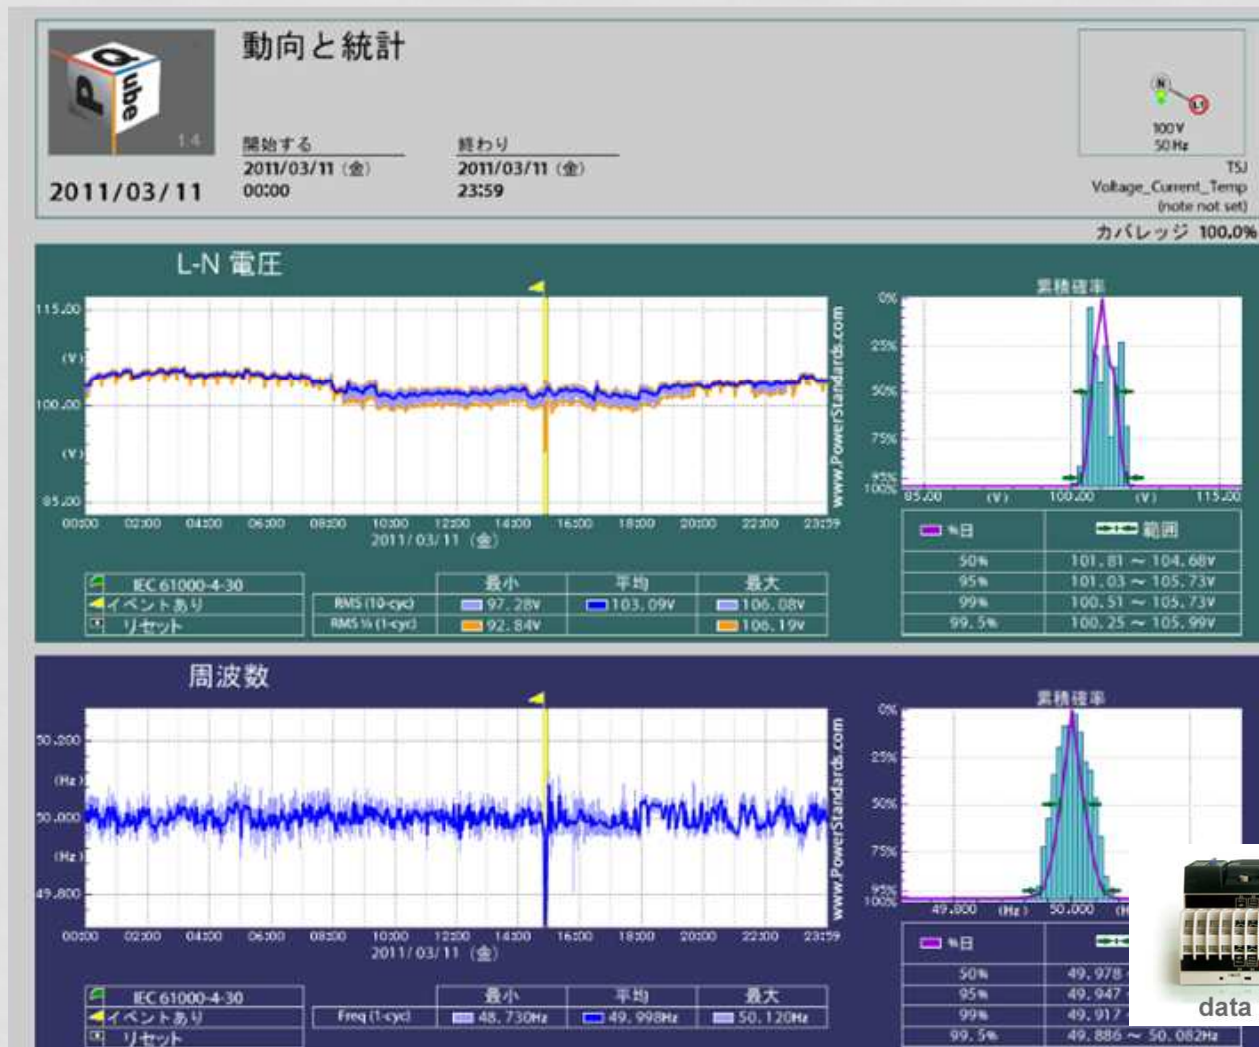 P Qube
1.4
動向と統計
2011/03/11
開始する
2011/03/11 (金)
00:00
終わり
2011/03/11 (金)
23:59
N
L1
100 V
50 Hz
TSJ
Voltage_Current_Temp
(note not set)
カバレッジ 100.0%
L-N 電圧
115.00
(V)
100.00
(V)
85.00
00:00 02:00 04:00 06:00 08:00 10:00 12:00 14:00 16:00 18:00 20:00 22:00 23:59
2011/03/11 (金)
www.PowerStandards.com
IEC 61000-4-30
イベントあり
リセット
最小 平均 最大
RMS (10-cyc) 97.28V 103.09V 106.08V
RMS ½ (1-cyc) 92.84V 106.19V
累積確率
0%
25%
50%
75%
95%
100%
85.00 (V) 100.00 (V) 115.00
%日 範囲
50% 101.81 ~ 104.68V
95% 101.03 ~ 105.73V
99% 100.51 ~ 105.73V
99.5% 100.25 ~ 105.99V
周波数
50.200
(Hz)
50.000
(Hz)
49.800
00:00 02:00 04:00 06:00 08:00 10:00 12:00 14:00 16:00 18:00 20:00 22:00 23:59
2011/03/11 (金)
www.PowerStandards.com
IEC 61000-4-30
イベントあり
リセット
最小 平均 最大
Freq (1-cyc) 48.730Hz 49.998Hz 50.120Hz
累積確率
0%
25%
50%
75%
95%
100%
49.800 (Hz) 50.000
%日
50% 49.978
95% 49.947
99% 49.917
99.5% 49.886 ~ 50.082Hz
data